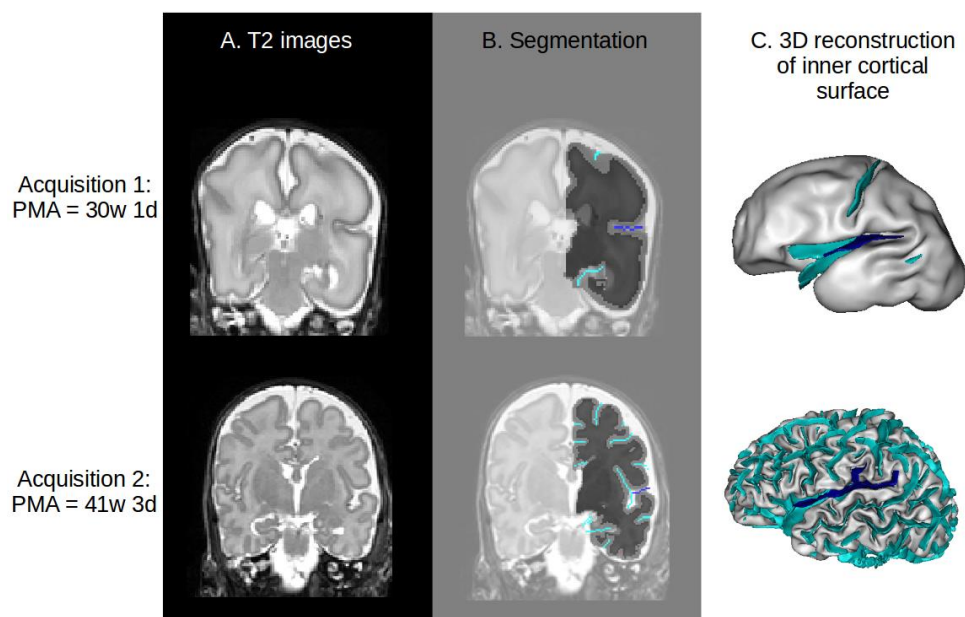 A. T2 images
B. Segmentation
C. 3D reconstruction
of inner cortical
surface
Acquisition 1:
PMA = 30w 1d
Acquisition 2:
PMA = 41w 3d